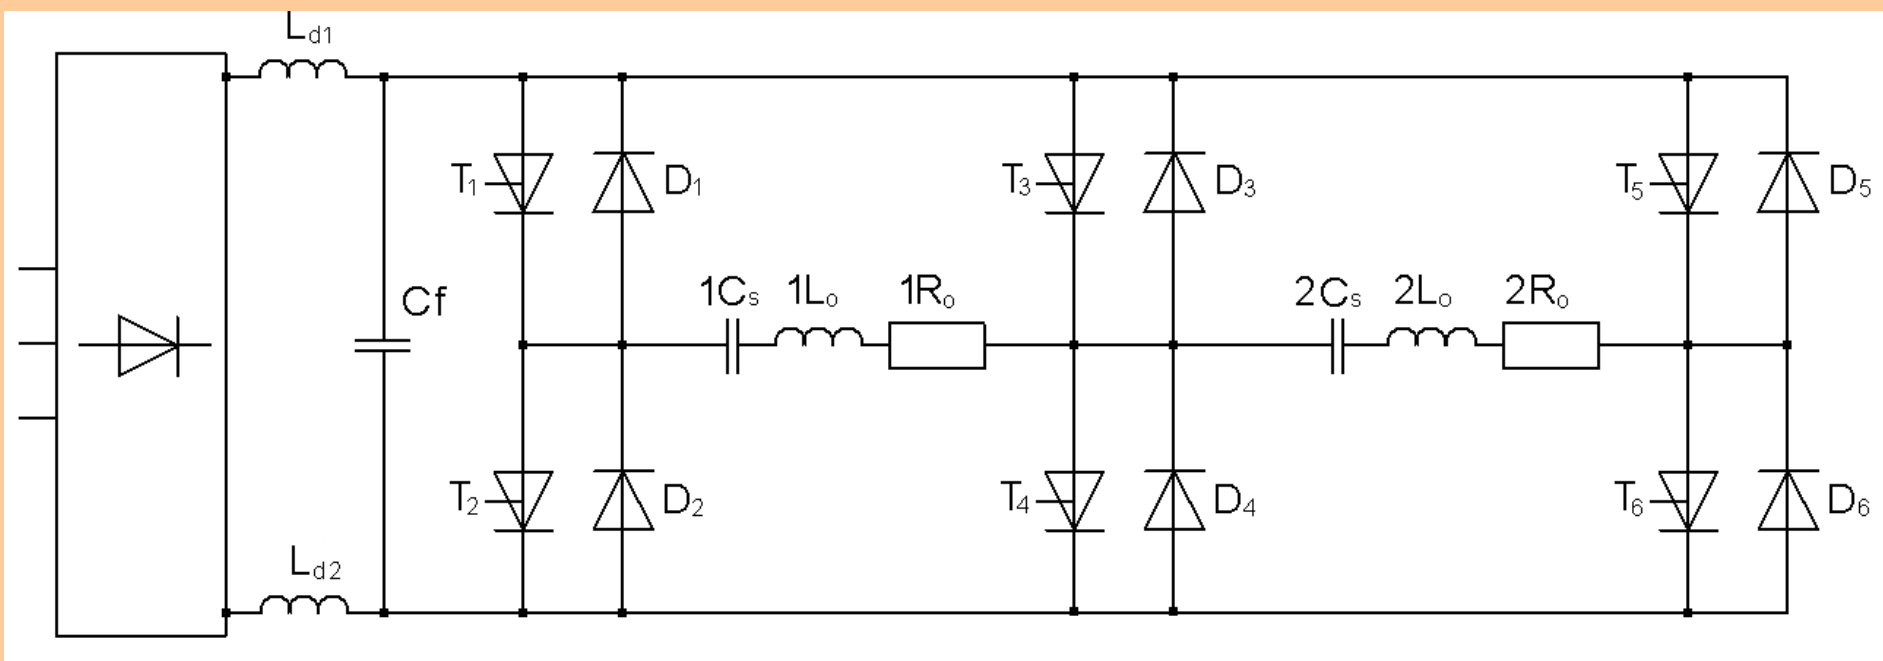 Ld1
T1 D1 T3 D3 T5 D5
Cf 1Cs 1Lo 1Ro 2Cs 2Lo 2Ro
T2 D2 T4 D4 T6 D6
Ld2